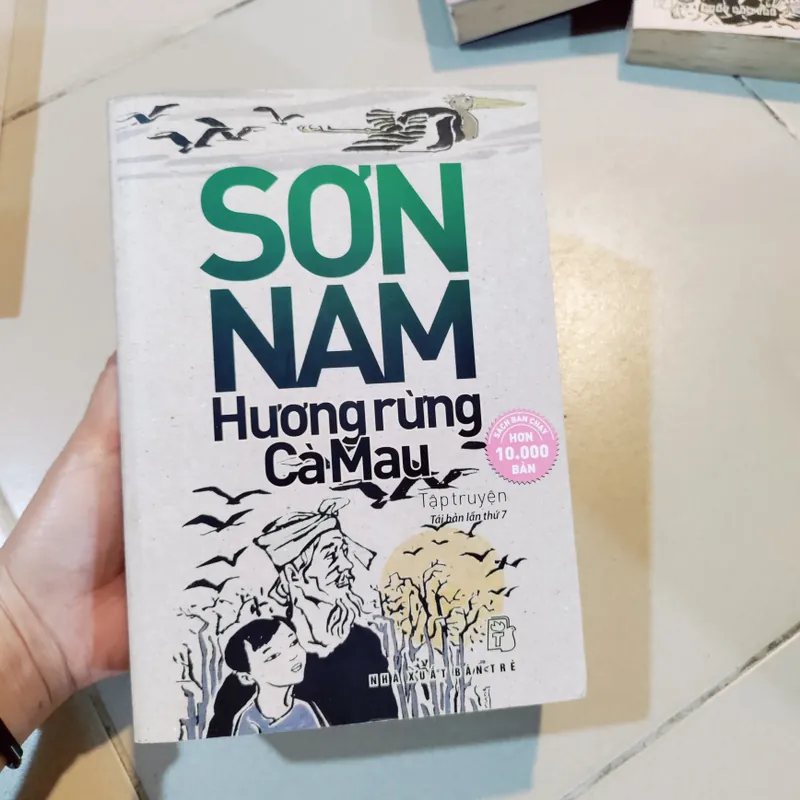 SƠN
NAM
Hương rừng
Cà Mau
SÁCH BÁN CHẠY
HƠN
10.000
BẢN
Tập truyện
Tái bản lần thứ 7
NHÀ XUẤT BẢN TRẺ